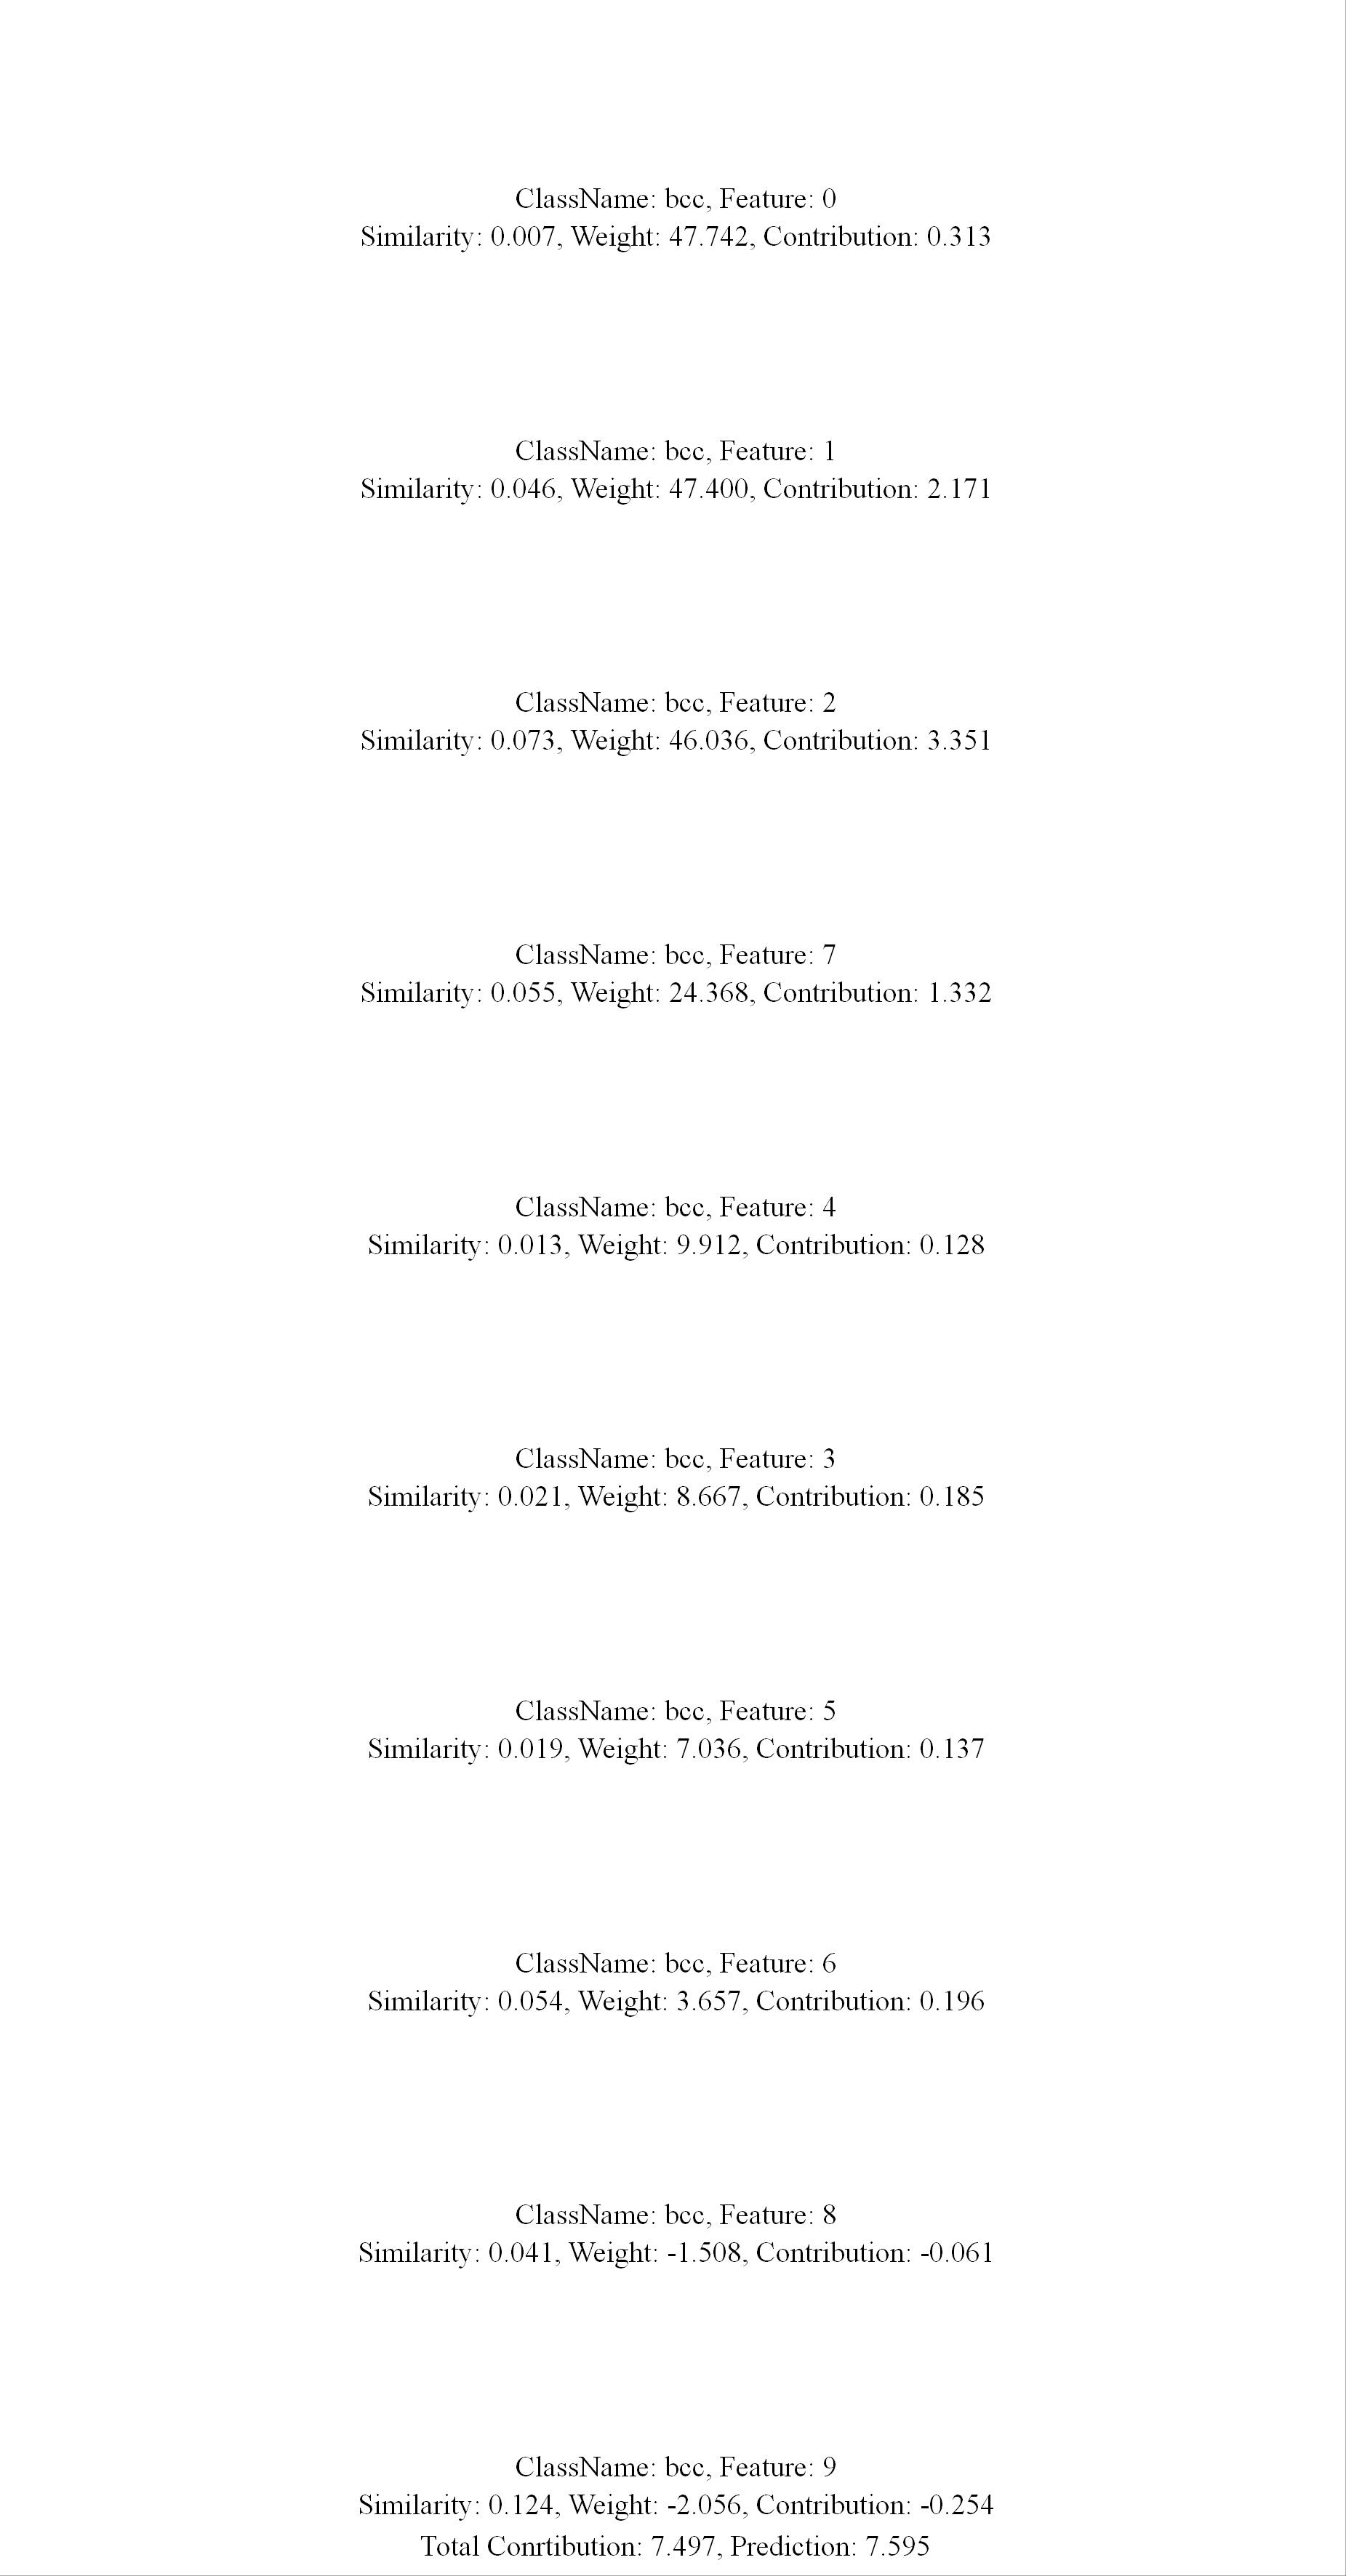 ClassName: bcc, Feature: 0
Similarity: 0.007, Weight: 47.742, Contribution: 0.313
ClassName: bcc, Feature: 1
Similarity: 0.046, Weight: 47.400, Contribution: 2.171
ClassName: bcc, Feature: 2
Similarity: 0.073, Weight: 46.036, Contribution: 3.351
ClassName: bcc, Feature: 7
Similarity: 0.055, Weight: 24.368, Contribution: 1.332
ClassName: bcc, Feature: 4
Similarity: 0.013, Weight: 9.912, Contribution: 0.128
ClassName: bcc, Feature: 3
Similarity: 0.021, Weight: 8.667, Contribution: 0.185
ClassName: bcc, Feature: 5
Similarity: 0.019, Weight: 7.036, Contribution: 0.137
ClassName: bcc, Feature: 6
Similarity: 0.054, Weight: 3.657, Contribution: 0.196
ClassName: bcc, Feature: 8
Similarity: 0.041, Weight: -1.508, Contribution: -0.061
ClassName: bcc, Feature: 9
Similarity: 0.124, Weight: -2.056, Contribution: -0.254
Total Conrtibution: 7.497, Prediction: 7.595